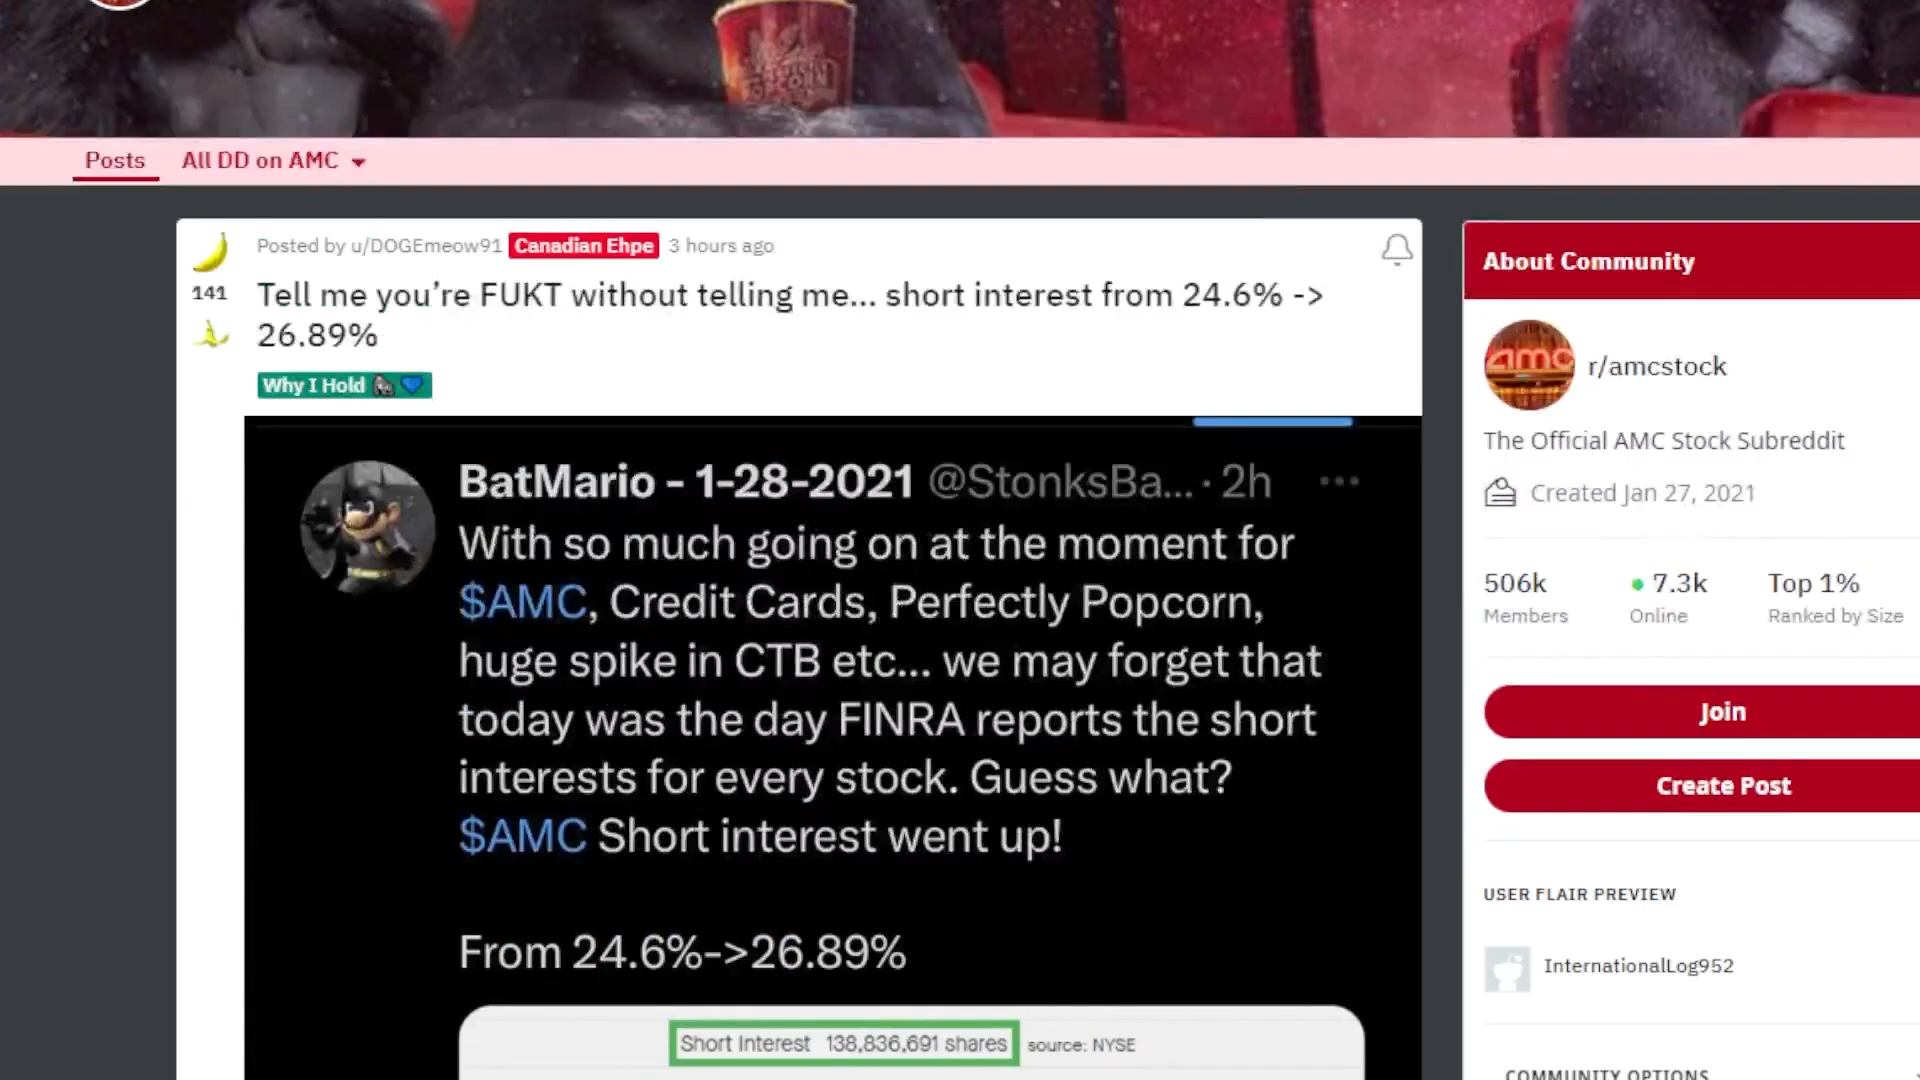 Posts
All DD on AMC
Posted by u/DOGEmeow91 Canadian Ehpe 3 hours ago
141
Tell me you're FUKT without telling me... short interest from 24.6% ->
26.89%
Why I Hold
BatMario - 1-28-2021 @StonksBa... · 2h
With so much going on at the moment for
$AMC, Credit Cards, Perfectly Popcorn,
huge spike in CTB etc... we may forget that
today was the day FINRA reports the short
interests for every stock. Guess what?
$AMC Short interest went up!
From 24.6%->26.89%
Short Interest 138,836,691 shares source: NYSE
About Community
amc
r/amcstock
The Official AMC Stock Subreddit
Created Jan 27, 2021
506k 7.3k Top 1%
Members Online Ranked by Size
Join
Create Post
USER FLAIR PREVIEW
InternationalLog952
COMMUNITY OPTIONS